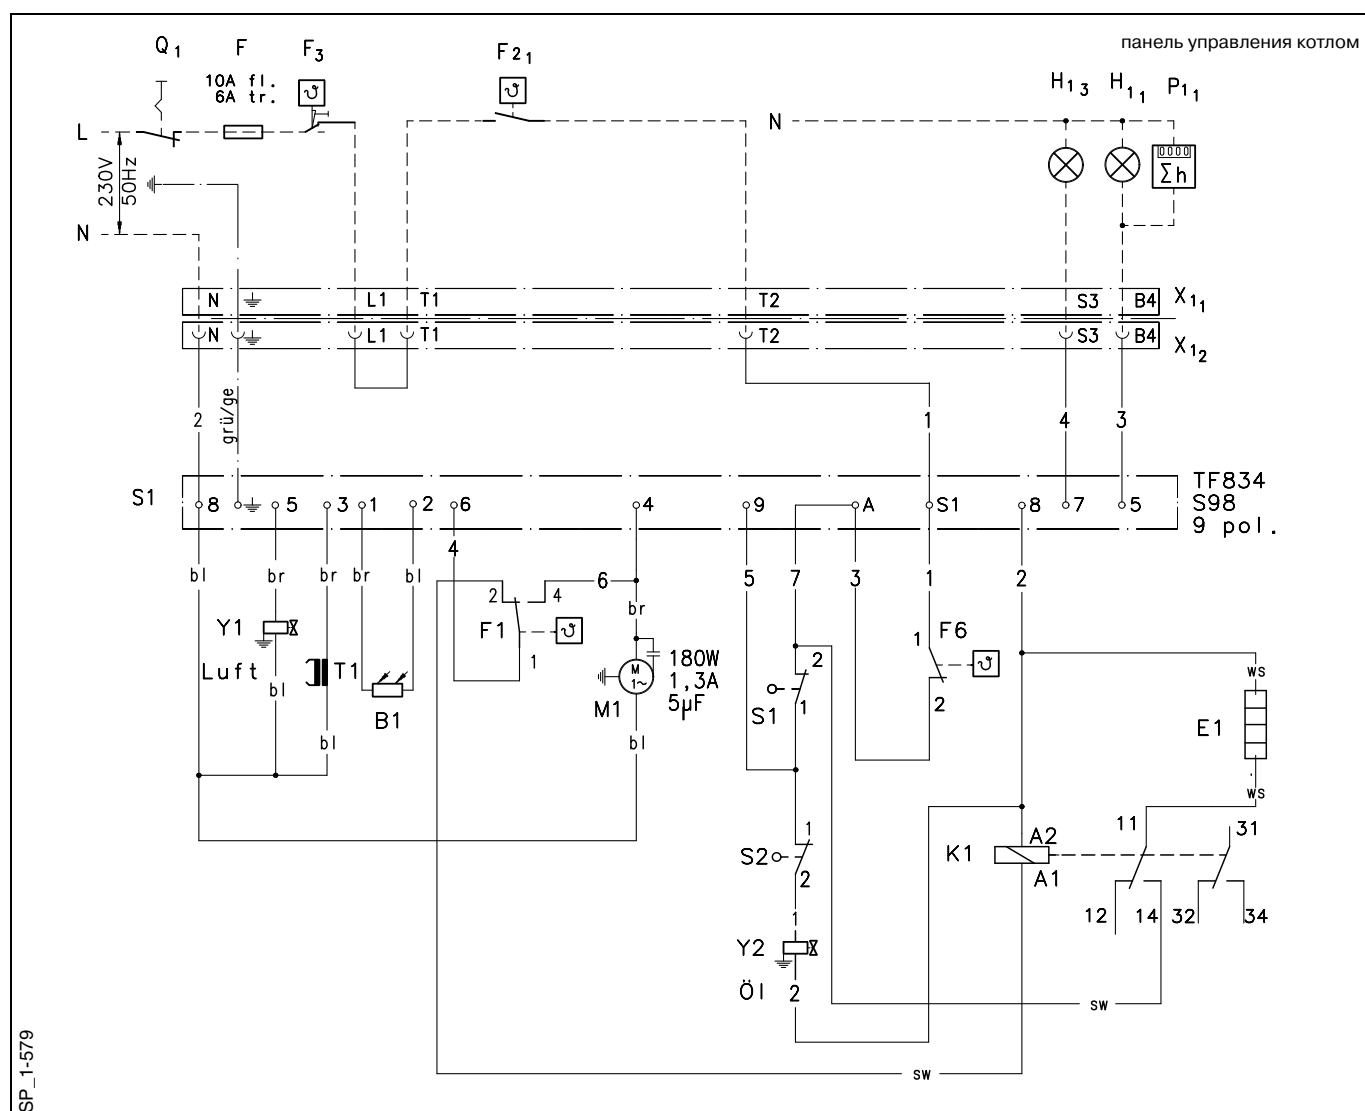 панель управления котлом
Q1 F F3 F21 H13 H11 P11
10A fl.
6A tr.
ϑ ϑ
L N
0000
Σh
230V
50Hz
N
N L1 T1 T2 S3 B4 X11
N L1 T1 T2 S3 B4 X12
2 grü/ge 1 4 3
TF834
S98
9 pol.
S1 8 5 3 1 2 6 4 9 A S1 8 7 5
4
bl br br br bl 6 5 7 3 1 2
2 4
br
Y1 F1 ϑ 1 F6
1
2 ϑ
Luft T1 M
1~ 180W
1,3A
5µF
ws
bl B1 M1 S1 1 2 E1
bl bl
ws
1 11 31
S2 K1 A2
2 A1
12 14 32 34
1
Y2
Öl 2
sw
sw
SP_1-579